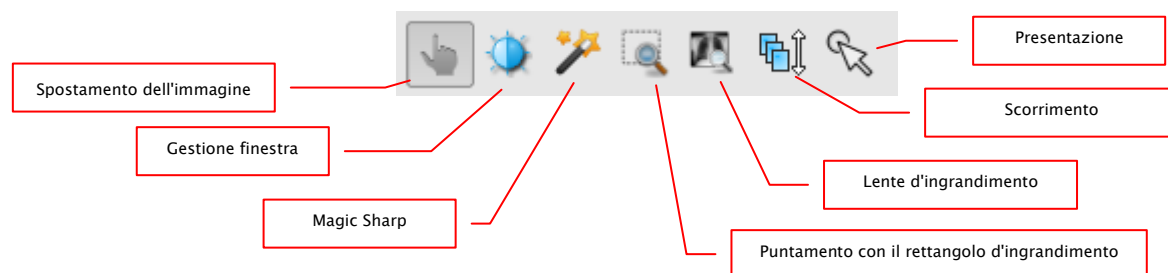 Presentazione
Spostamento dell'immagine
Scorrimento
Gestione finestra
Lente d'ingrandimento
Magic Sharp
Puntamento con il rettangolo d'ingrandimento